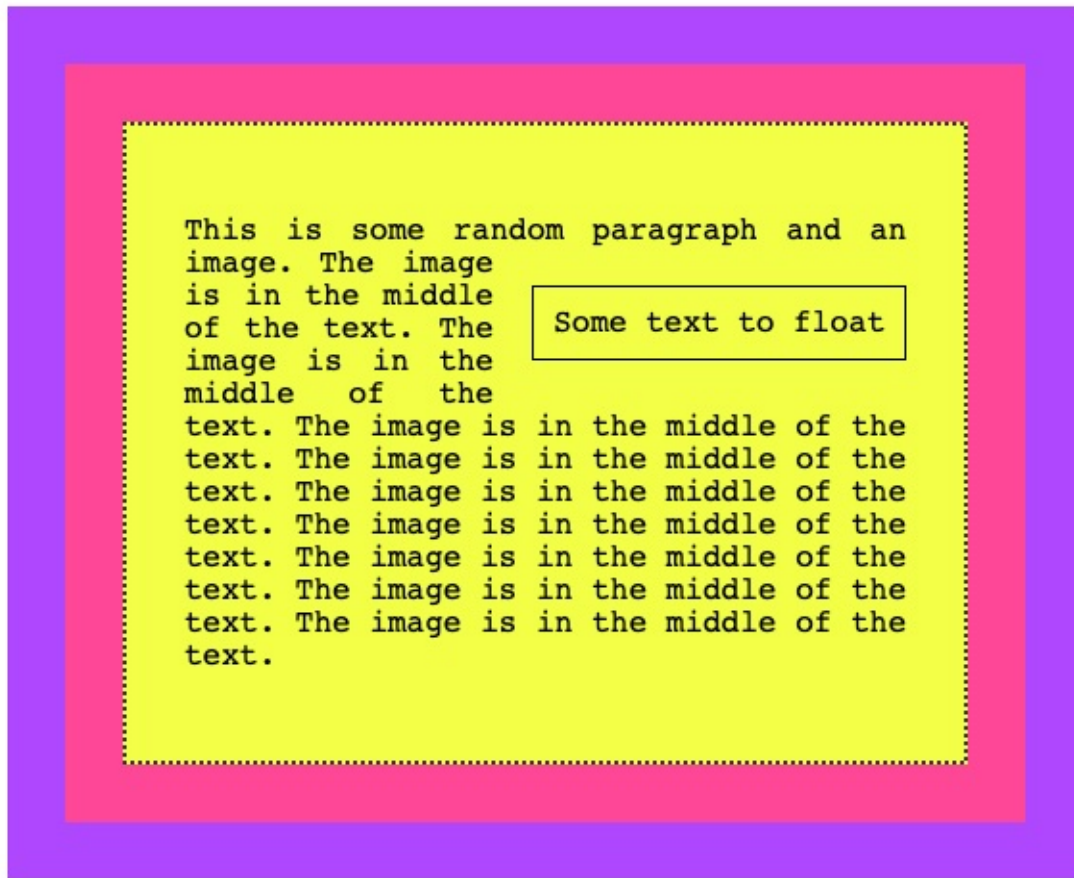 This is some random paragraph and an
image. The image
is in the middle
of the text. The
image is in the
middle of the
Some text to float
text. The image is in the middle of the
text. The image is in the middle of the
text. The image is in the middle of the
text. The image is in the middle of the
text. The image is in the middle of the
text. The image is in the middle of the
text. The image is in the middle of the
text.